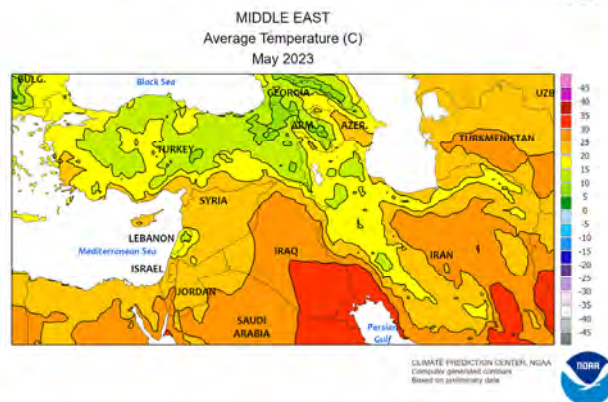 MIDDLE EAST
Average Temperature (C)
May 2023
BULG.
Black Sea
GEORGIA
UZB
ARM.
AZER.
TURKMENISTAN
TURKEY
SYRIA
LEBANON
Mediterranean Sea
ISRAEL
IRAQ
IRAN
JORDAN
SAUDI
ARABIA
Persian
Gulf
45
40
35
30
25
20
15
10
5
0
-5
-10
-15
-20
-25
-30
-35
-40
-45
CLIMATE PREDICTION CENTER, NOAA
Computer generated contours
Based on preliminary data
NOAA